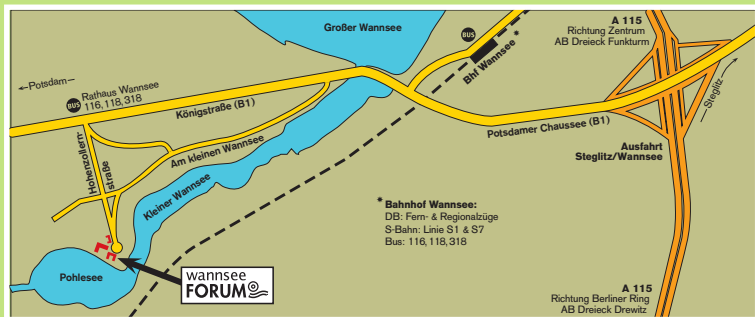 Großer Wannsee
A 115
Richtung Zentrum
AB Dreieck Funkturm
BUS
Bhf Wannsee *
←Potsdam—
Rathaus Wannsee
BUS
116, 118, 318
Königstraße (B1)
Potsdamer Chaussee (B1)
—Steglitz→
Hohenzollern-
straße
Am kleinen Wannsee
Kleiner Wannsee
Ausfahrt
Steglitz/Wannsee
* Bahnhof Wannsee:
DB: Fern- & Regionalzüge
S-Bahn: Linie S1 & S7
Bus: 116, 118, 318
Pohlesee
wannsee
FORUM
A 115
Richtung Berliner Ring
AB Dreieck Drewitz